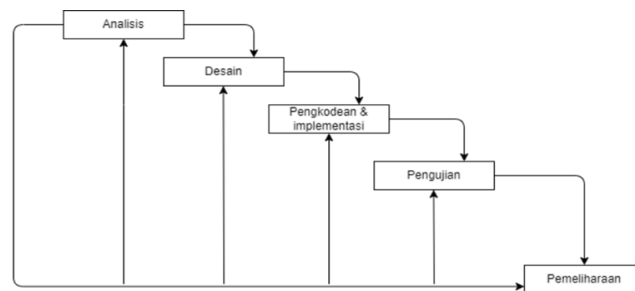 Analisis
Desain
Pengkodean &
implementasi
Pengujian
Pemeliharaan